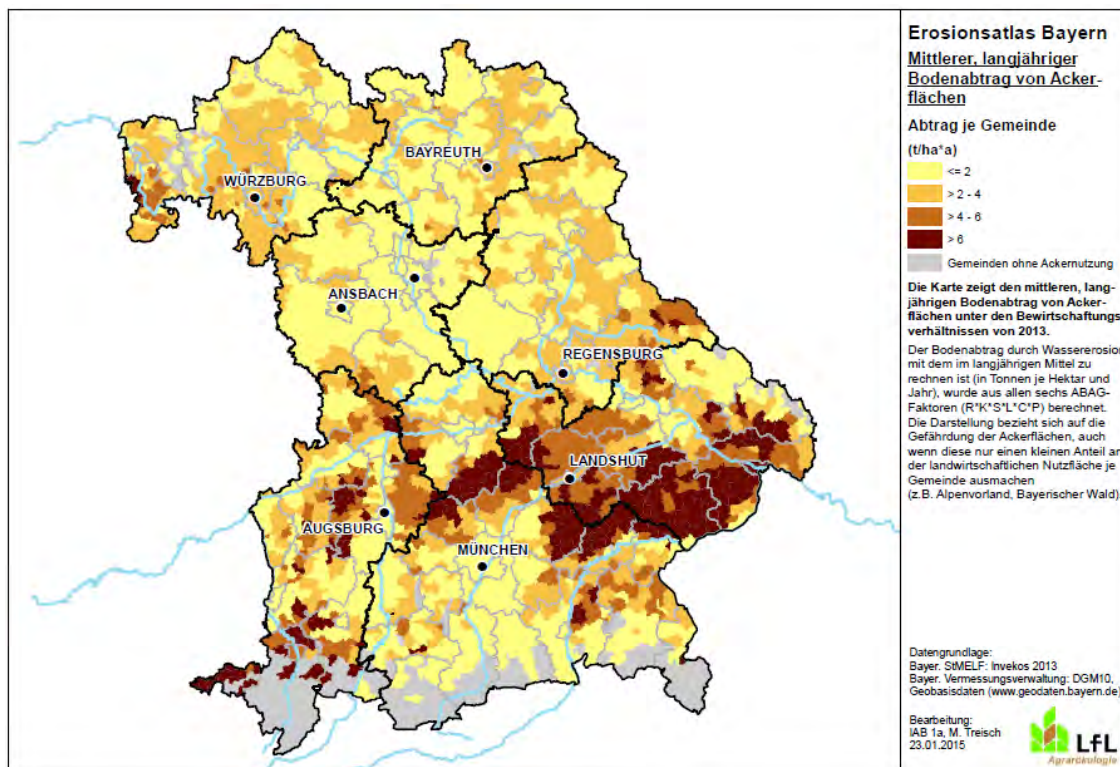 Erosionsatlas Bayern
Mittlerer, langjähriger
Bodenabtrag von Acker-
flächen
Abtrag je Gemeinde
(t/ha*a)
<= 2
> 2 - 4
> 4 - 6
> 6
Gemeinden ohne Ackernutzung
Die Karte zeigt den mittleren, lang-
jährigen Bodenabtrag von Acker-
flächen unter den Bewirtschaftungs
verhältnissen von 2013.
Der Bodenabtrag durch Wassererosion
mit dem im langjährigen Mittel zu
rechnen ist (in Tonnen je Hektar und
Jahr), wurde aus allen sechs ABAG-
Faktoren (R*K*S*L*C*P) berechnet.
Die Darstellung bezieht sich auf die
Gefährdung der Ackerflächen, auch
wenn diese nur einen kleinen Anteil an
der landwirtschaftlichen Nutzfläche je
Gemeinde ausmachen
(z.B. Alpenvorland, Bayerischer Wald)
BAYREUTH
WÜRZBURG
ANSBACH
REGENSBURG
LANDSHUT
AUGSBURG
MÜNCHEN
Datengrundlage:
Bayer. StMELF: Invekos 2013
Bayer. Vermessungsverwaltung: DGM10,
Geobasisdaten (www.geodaten.bayern.de)
Bearbeitung:
IAB 1a, M. Treisch
23.01.2015
LfL
Agrarökologie